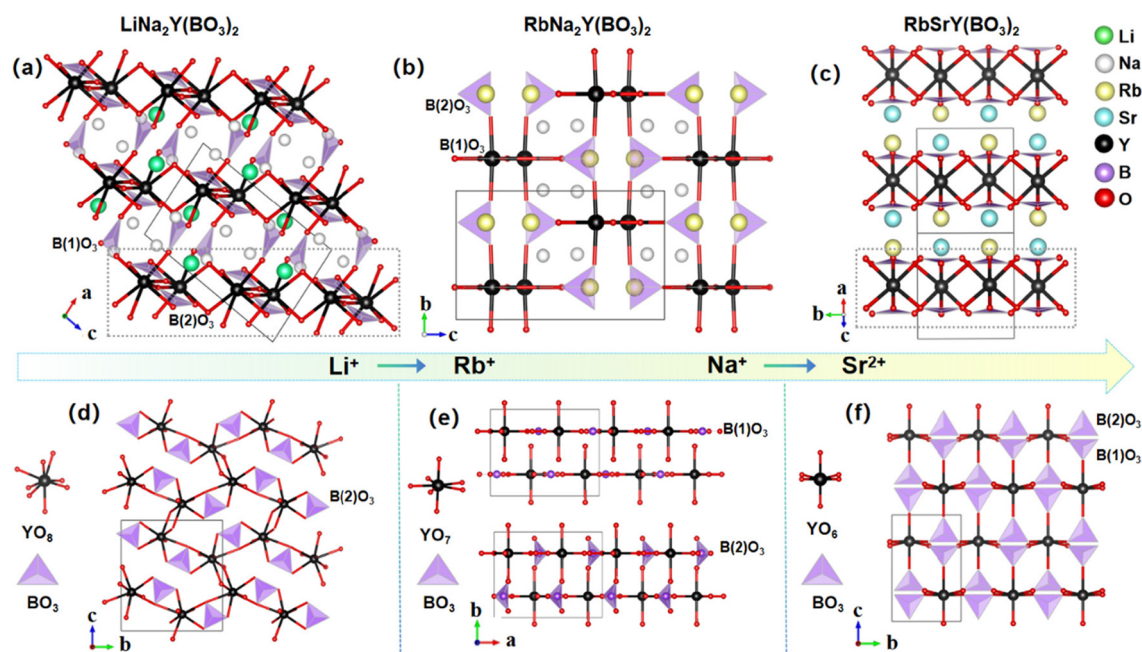 LiNa₂Y(BO₃)₂
RbNa₂Y(BO₃)₂
RbSrY(BO₃)₂
(a)
B(1)O₃
B(2)O₃
a
c
(b)
B(2)O₃
B(1)O₃
b
c
(c)
a
b
c
Li
Na
Rb
Sr
Y
B
O
Li⁺
Rb⁺
Na⁺
Sr²⁺
(d)
YO₈
BO₃
B(2)O₃
c
b
(e)
B(1)O₃
YO₇
B(2)O₃
BO₃
b
a
(f)
B(2)O₃
B(1)O₃
YO₆
BO₃
c
b